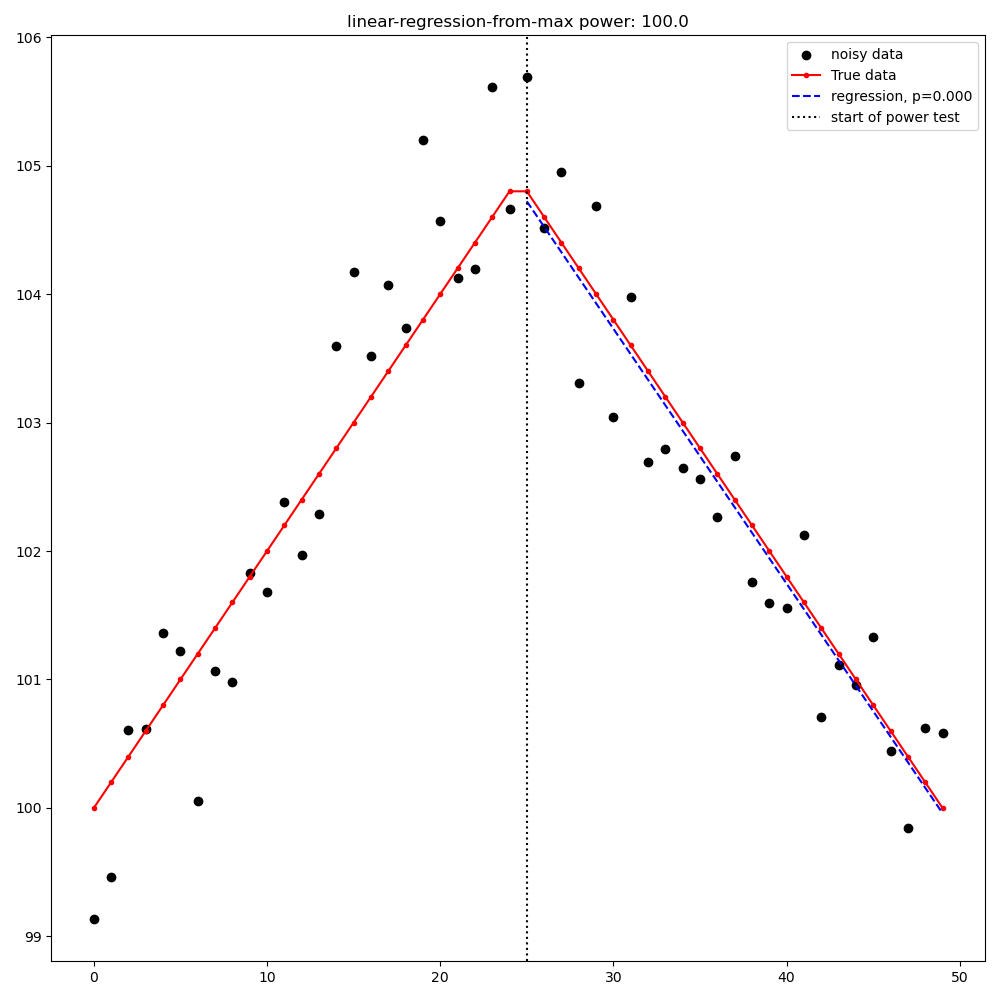 linear-regression-from-max power: 100.0
106
105
104
103
102
101
100
99
0
10
20
30
40
50
noisy data
True data
regression, p=0.000
start of power test